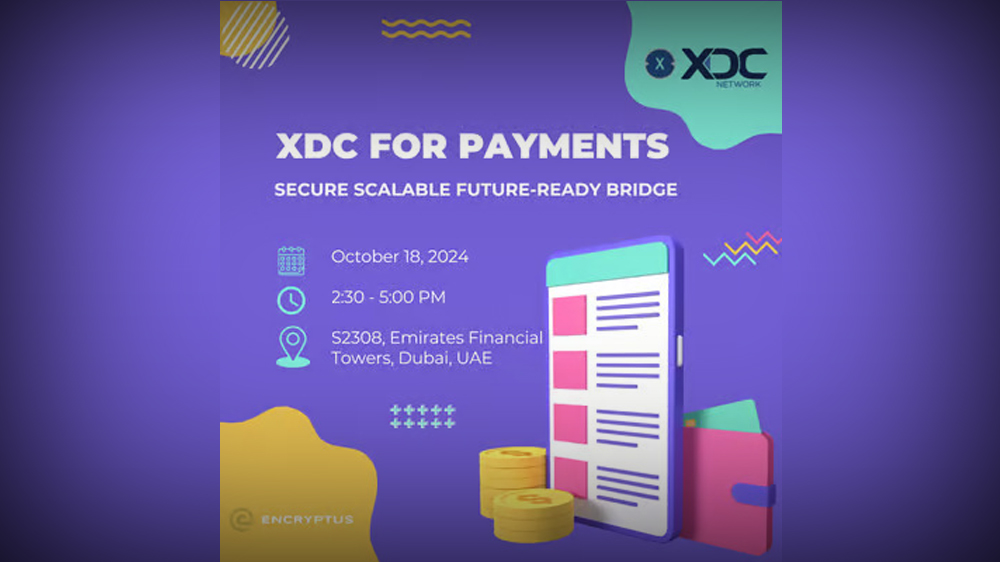 XDC
NETWORK
XDC FOR PAYMENTS
SECURE SCALABLE FUTURE-READY BRIDGE
October 18, 2024
2:30 - 5:00 PM
S2308, Emirates Financial
Towers, Dubai, UAE
ENCRYPTUS